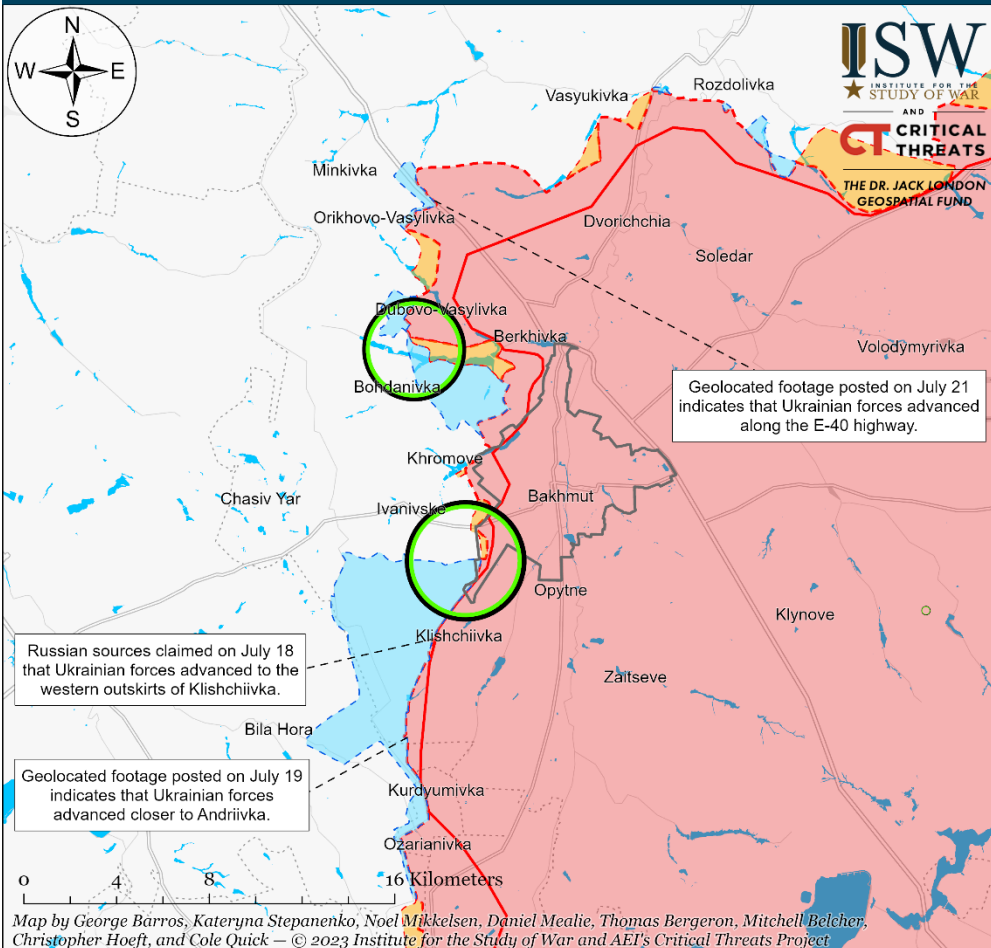 N
W E
S
ISW
INSTITUTE FOR THE
STUDY OF WAR
AND
CT CRITICAL
THREATS
THE DR. JACK LONDON
GEOSPATIAL FUND
Vasyukivka
Rozdolivka
Minkivka
Orikhovo-Vasylivka
Dvorichchia
Soledar
Dubovo-Vasylivka
Berkhivka
Volodymyrivka
Bohdanivka
Geolocated footage posted on July 21
indicates that Ukrainian forces advanced
along the E-40 highway.
Khromove
Chasiv Yar
Ivanivske
Bakhmut
Opytne
Klynove
Klishchiivka
Russian sources claimed on July 18
that Ukrainian forces advanced to the
western outskirts of Klishchiivka.
Zaitseve
Bila Hora
Geolocated footage posted on July 19
indicates that Ukrainian forces
advanced closer to Andriivka.
Kurdyumivka
Ozarianivka
0 4 8 16 Kilometers
Map by George Barros, Kateryna Stepanenko, Noel Mikkelsen, Daniel Mealie, Thomas Bergeron, Mitchell Belcher,
Christopher Hoeft, and Cole Quick — © 2023 Institute for the Study of War and AEI's Critical Threats Project